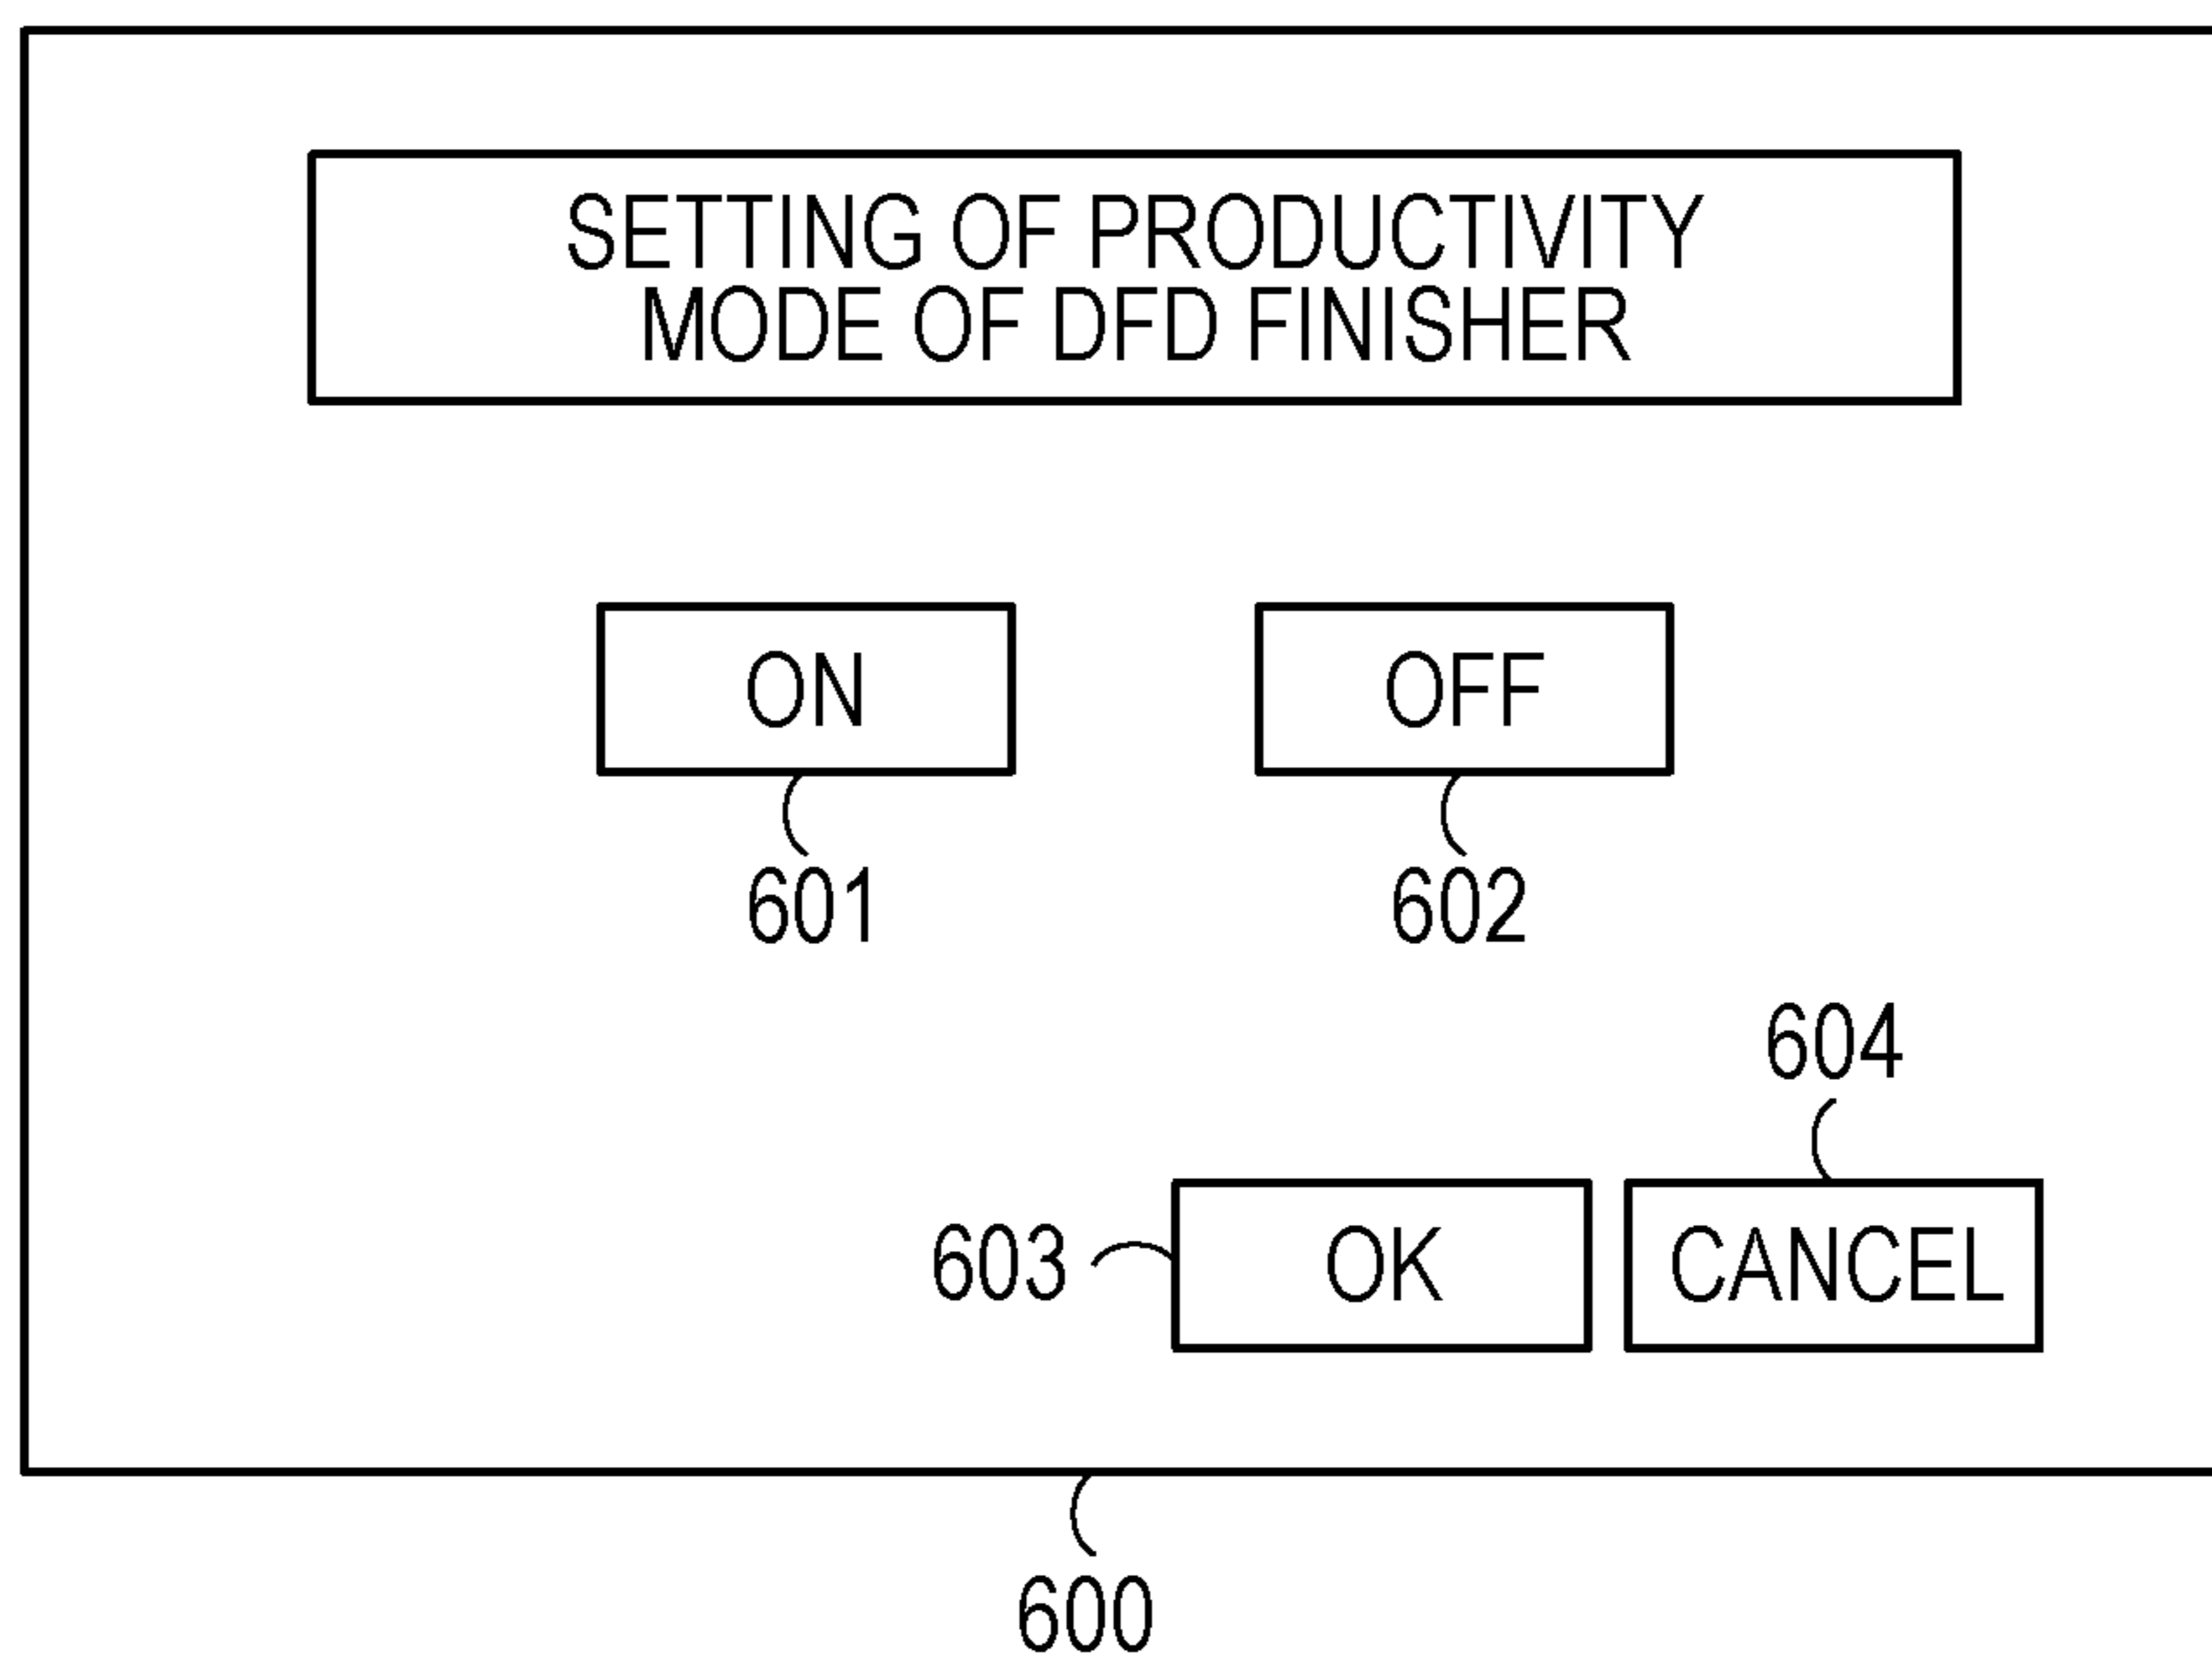 SETTING OF PRODUCTIVITY
MODE OF DFD FINISHER
ON
OFF
601
602
604
603
OK
CANCEL
600